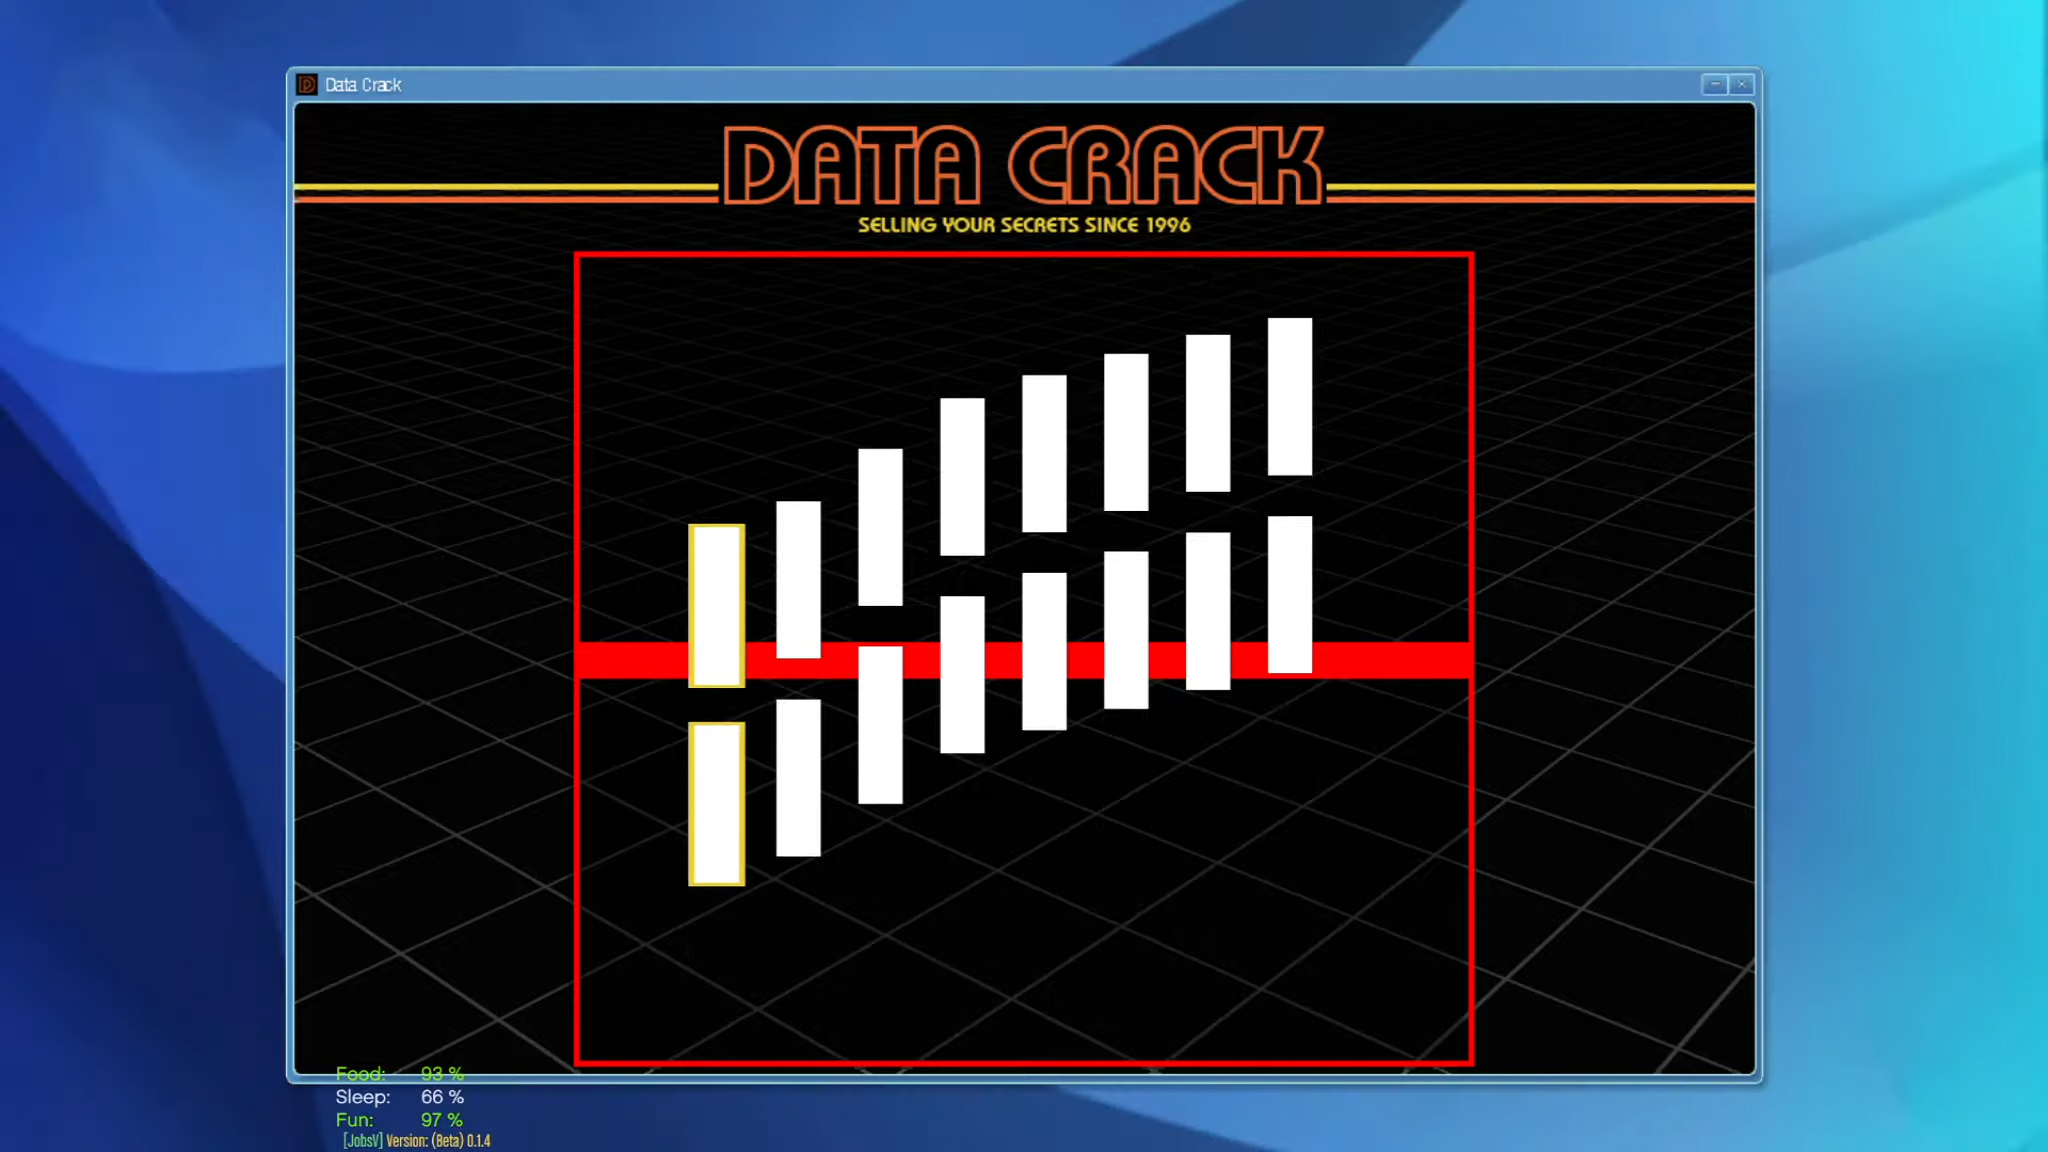 Data Crack
DATA CRACK
SELLING YOUR SECRETS SINCE 1996
Food: 93 %
Sleep: 66 %
Fun: 97 %
[JobsV] Version: (Beta) 0.1.4